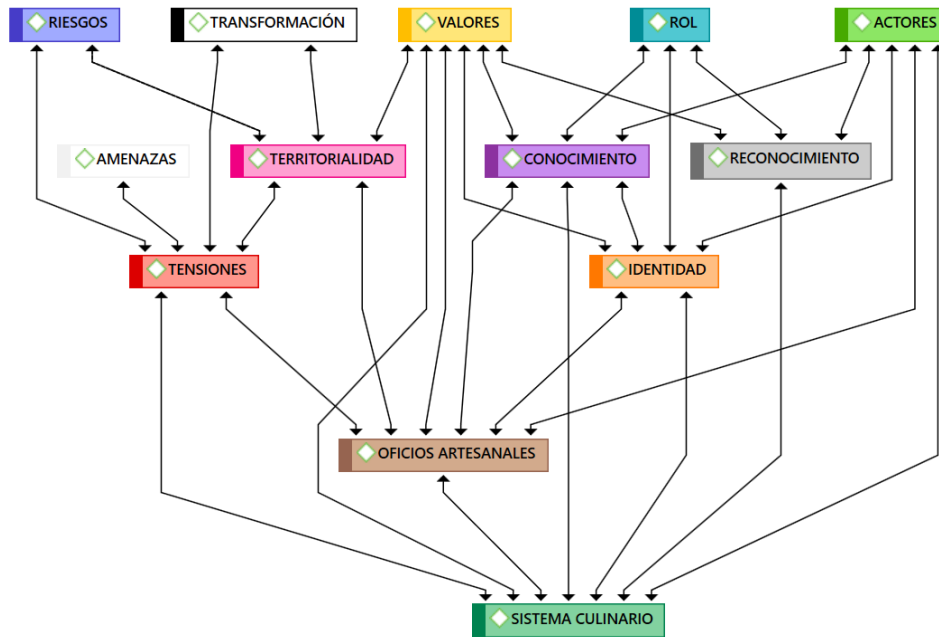 RIESGOS
TRANSFORMACIÓN
VALORES
ROL
ACTORES
AMENAZAS
TERRITORIALIDAD
CONOCIMIENTO
RECONOCIMIENTO
TENSIONES
IDENTIDAD
OFICIOS ARTESANALES
SISTEMA CULINARIO